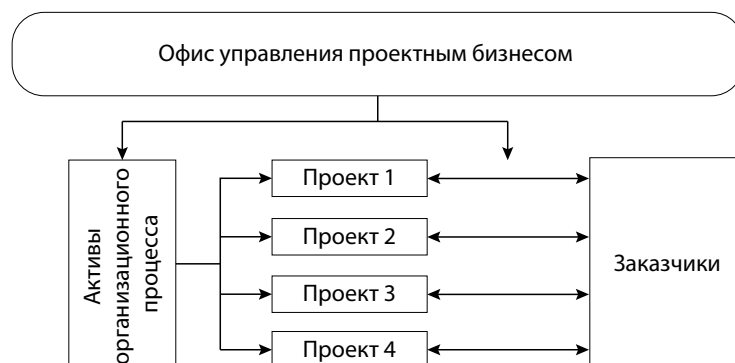 Офис управления проектным бизнесом
Активы
организационного
процесса
Проект 1
Проект 2
Проект 3
Проект 4
Заказчики